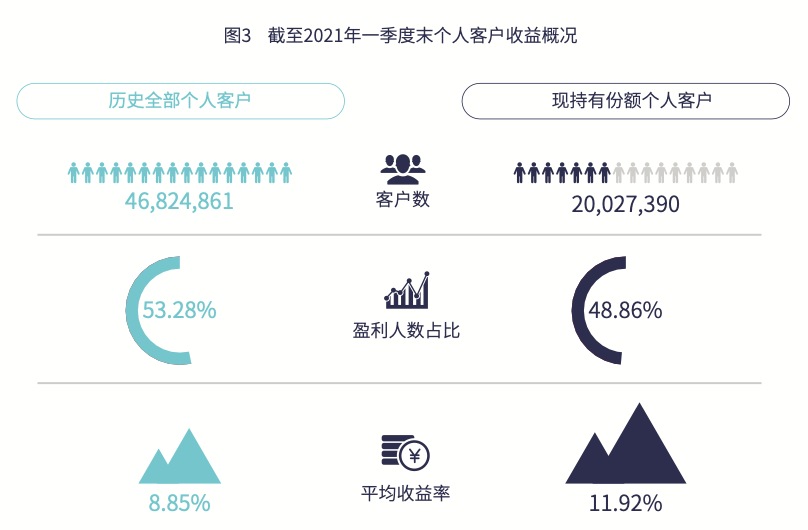 图3 截至2021年一季度末个人客户收益概况
历史全部个人客户
现持有份额个人客户
46,824,861
客户数
20,027,390
53.28%
盈利人数占比
48.86%
8.85%
平均收益率
11.92%
¥